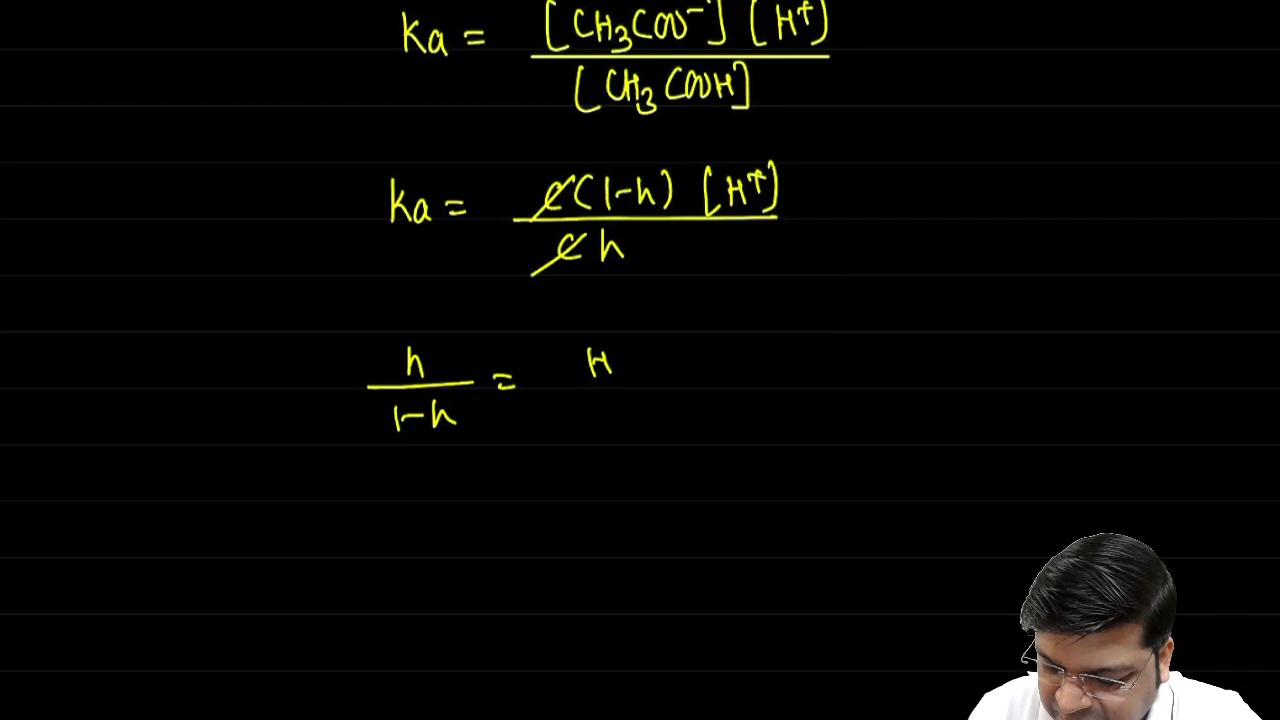 Ka = [CH3COO⁻] [H⁺] / [CH3COOH]
Ka = c(1-h) [H⁺] / c h
h / 1-h = H